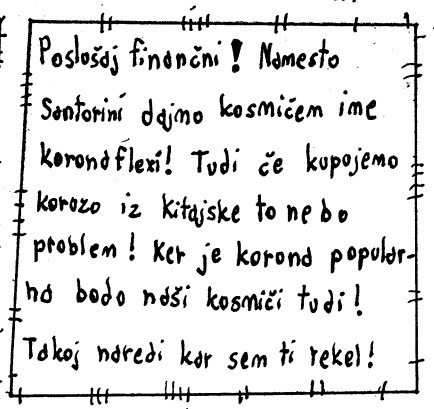 Poslošaj finančni! Namesto
Santorini dajmo kosmičem ime
koronaflexi! Tudi če kupojemo
korozo iz kitajske to ne bo
problem! Ker je korona popular-
na bodo naši kosmiči tudi!
Takoj naredi kar sem ti rekel!